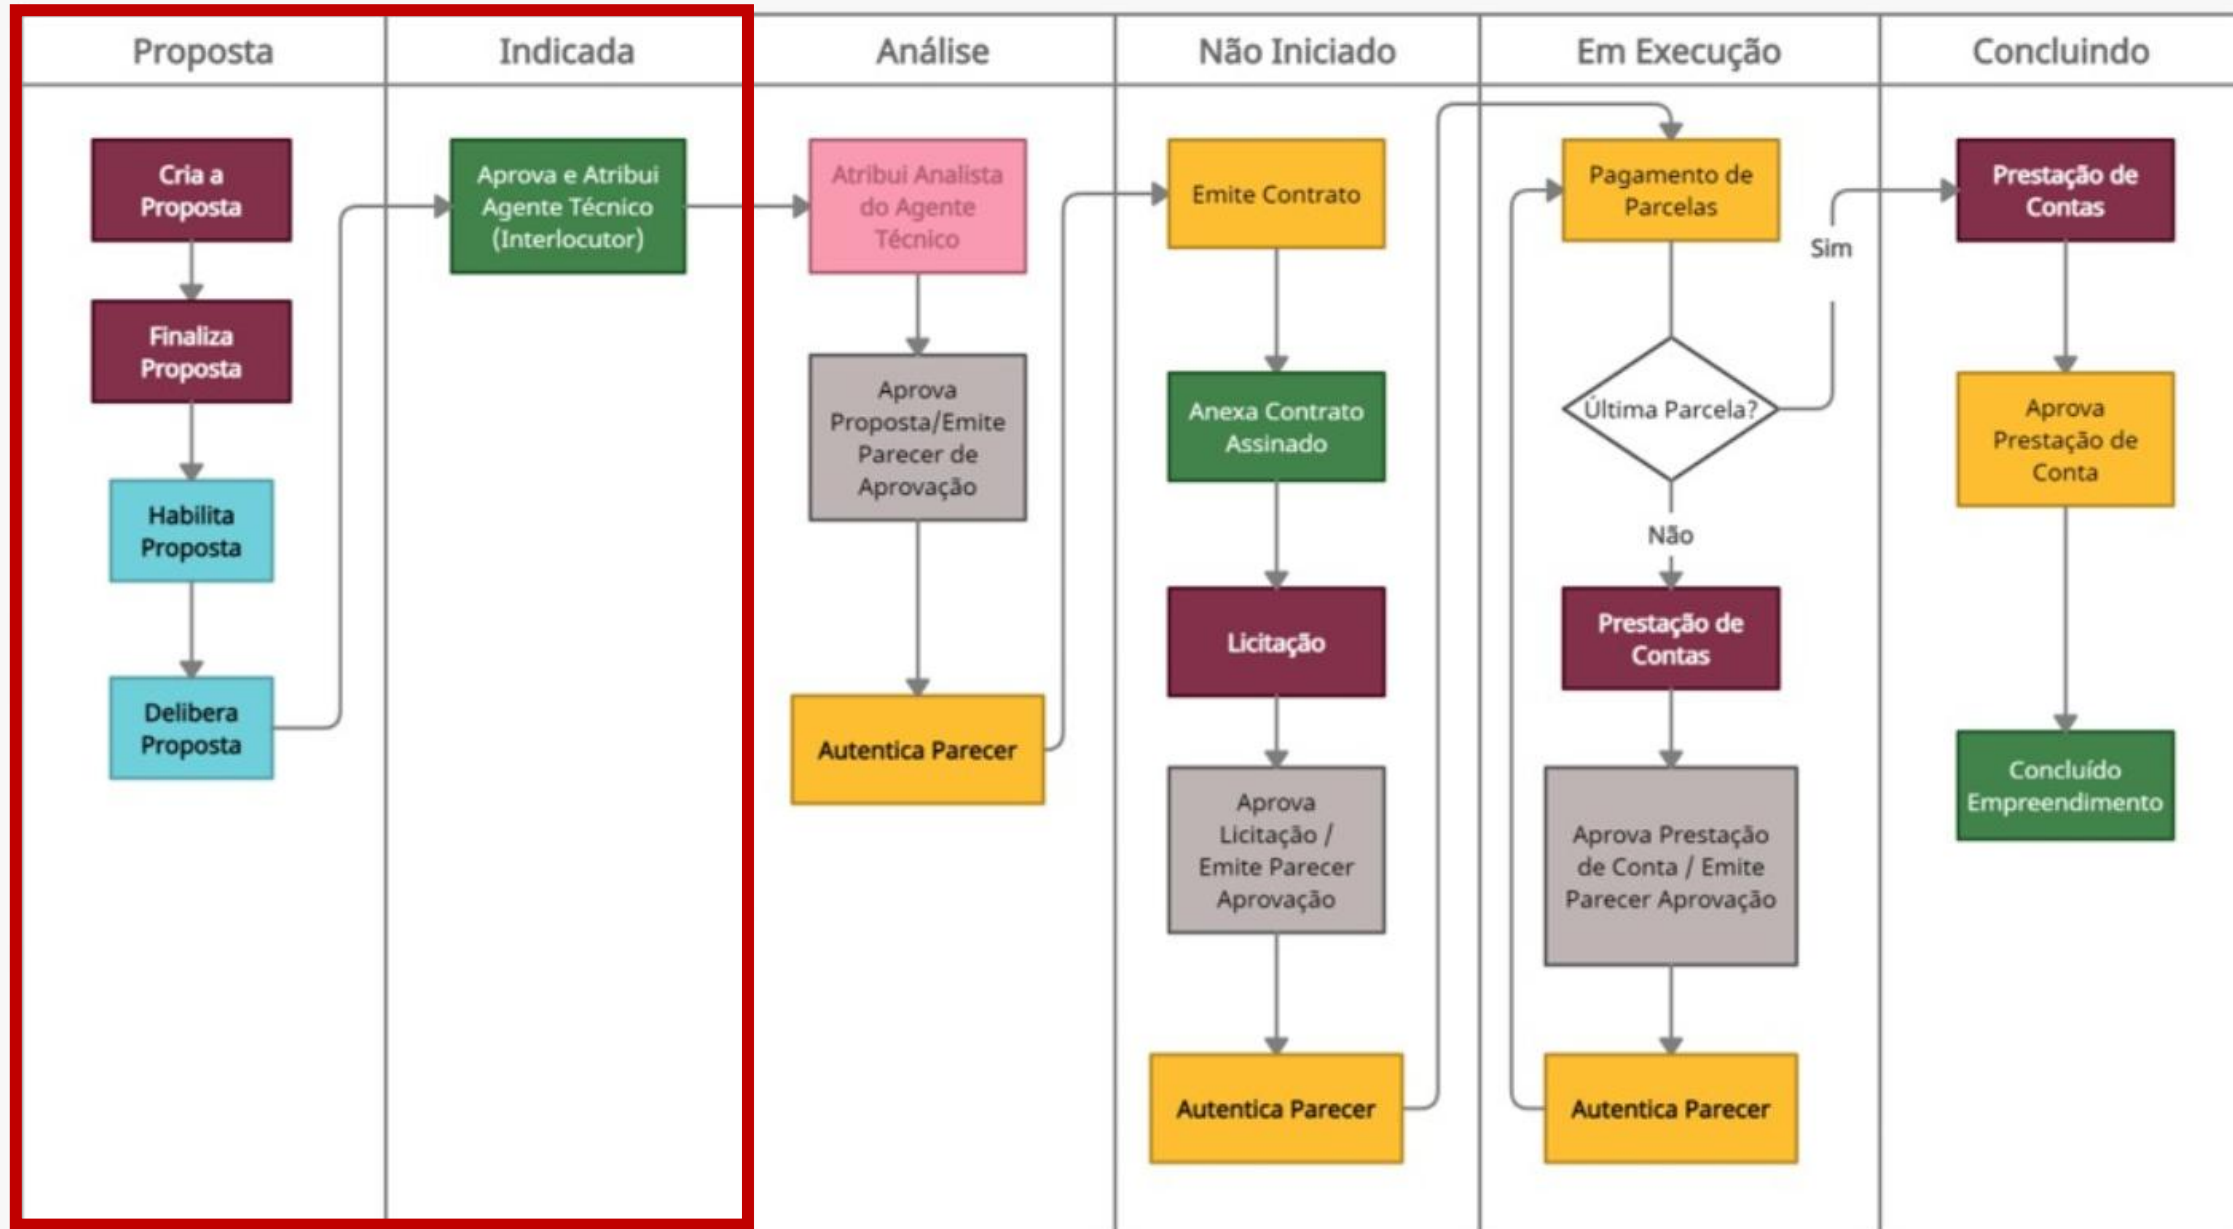 Proposta
Indicada
Análise
Não Iniciado
Em Execução
Concluindo
Cria a
Proposta
Finaliza
Proposta
Habilita
Proposta
Delibera
Proposta
Aprova e Atribui
Agente Técnico
(Interlocutor)
Atribui Analista
do Agente
Técnico
Aprova
Proposta/Emite
Parecer de
Aprovação
Autentica Parecer
Emite Contrato
Anexa Contrato
Assinado
Licitação
Aprova
Licitação /
Emite Parecer
Aprovação
Autentica Parecer
Pagamento de
Parcelas
Última Parcela?
Sim
Não
Prestação de
Contas
Aprova Prestação
de Conta / Emite
Parecer Aprovação
Autentica Parecer
Prestação de
Contas
Aprova
Prestação de
Conta
Concluído
Empreendimento